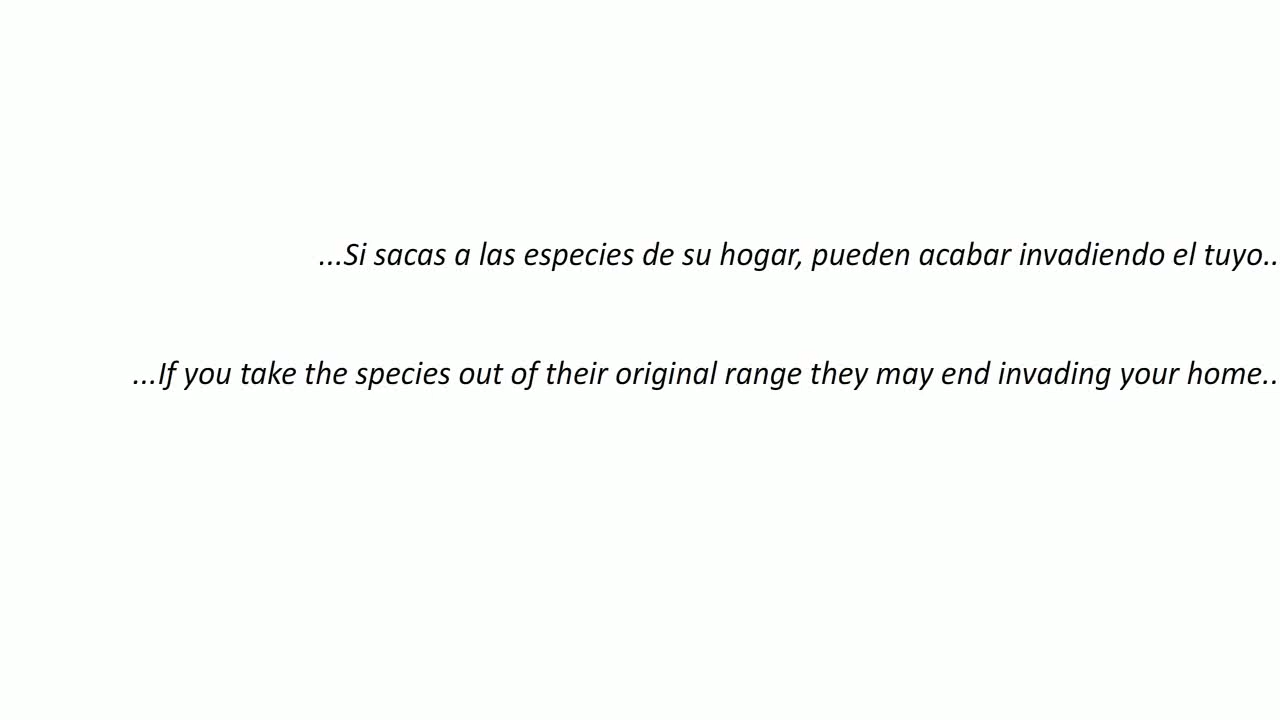 ...Si sacas a las especies de su hogar, pueden acabar invadiendo el tuyo..
...If you take the species out of their original range they may end invading your home..